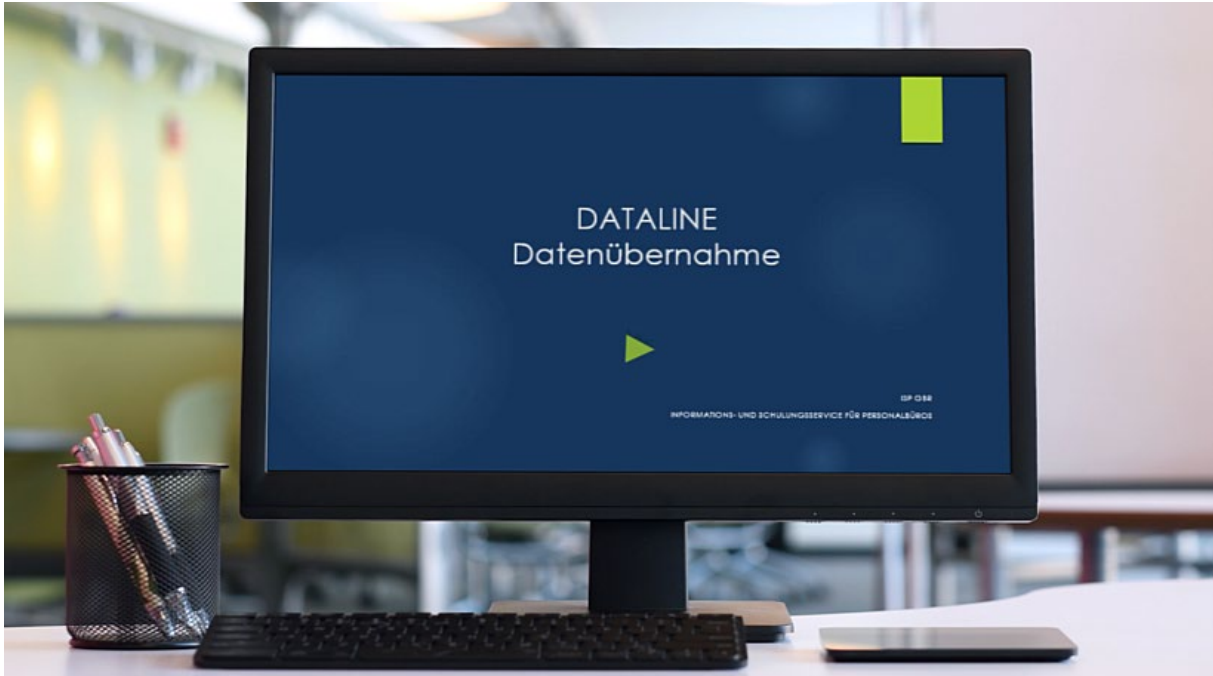 DATALINE
Datenübernahme
ISP GBR
INFORMATIONS- UND SCHULUNGSSERVICE FÜR PERSONALBÜROS